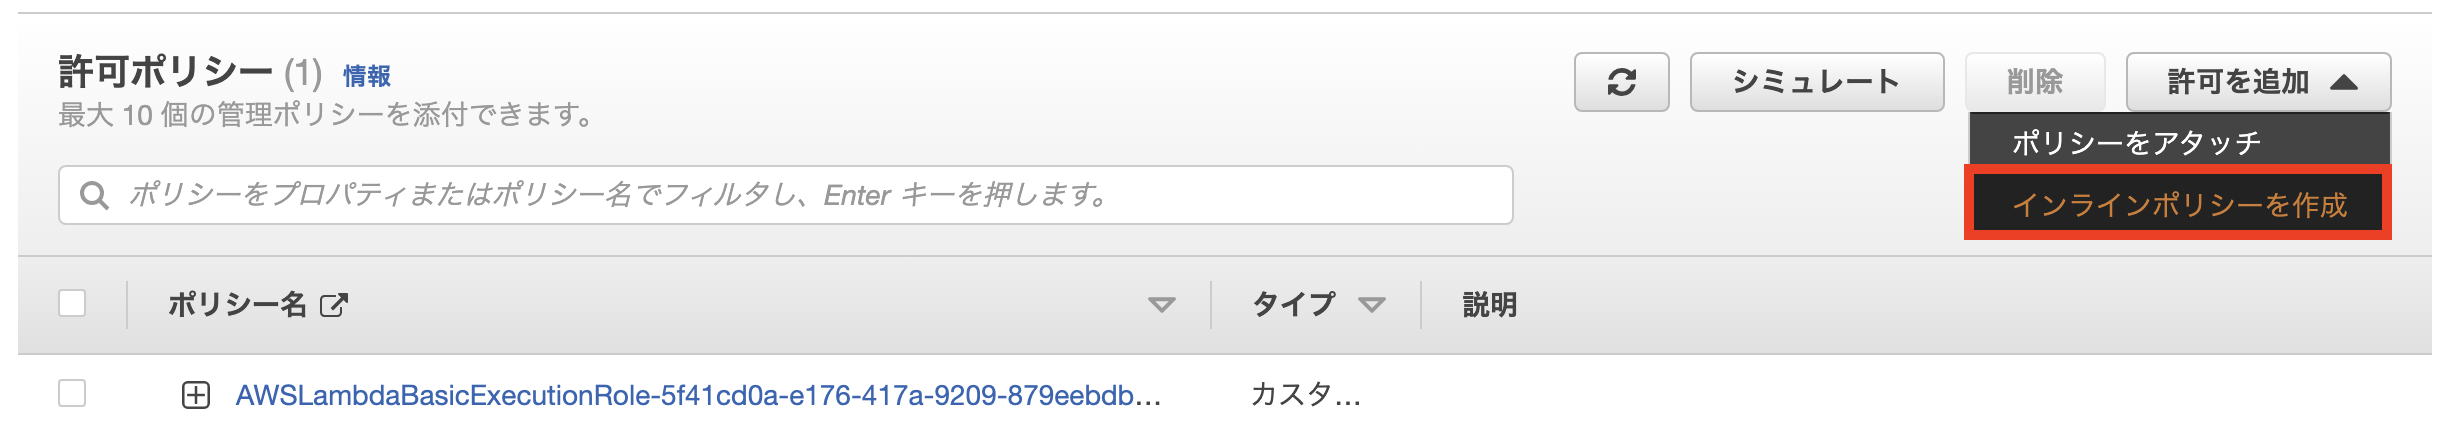 許可ポリシー (1) 情報
最大 10 個の管理ポリシーを添付できます。
シミュレート
削除
許可を追加
ポリシーをアタッチ
インラインポリシーを作成
ポリシーをプロパティまたはポリシー名でフィルタし、Enter キーを押します。
ポリシー名 タイプ 説明
AWSLambdaBasicExecutionRole-5f41cd0a-e176-417a-9209-879eebdb... カスタ...